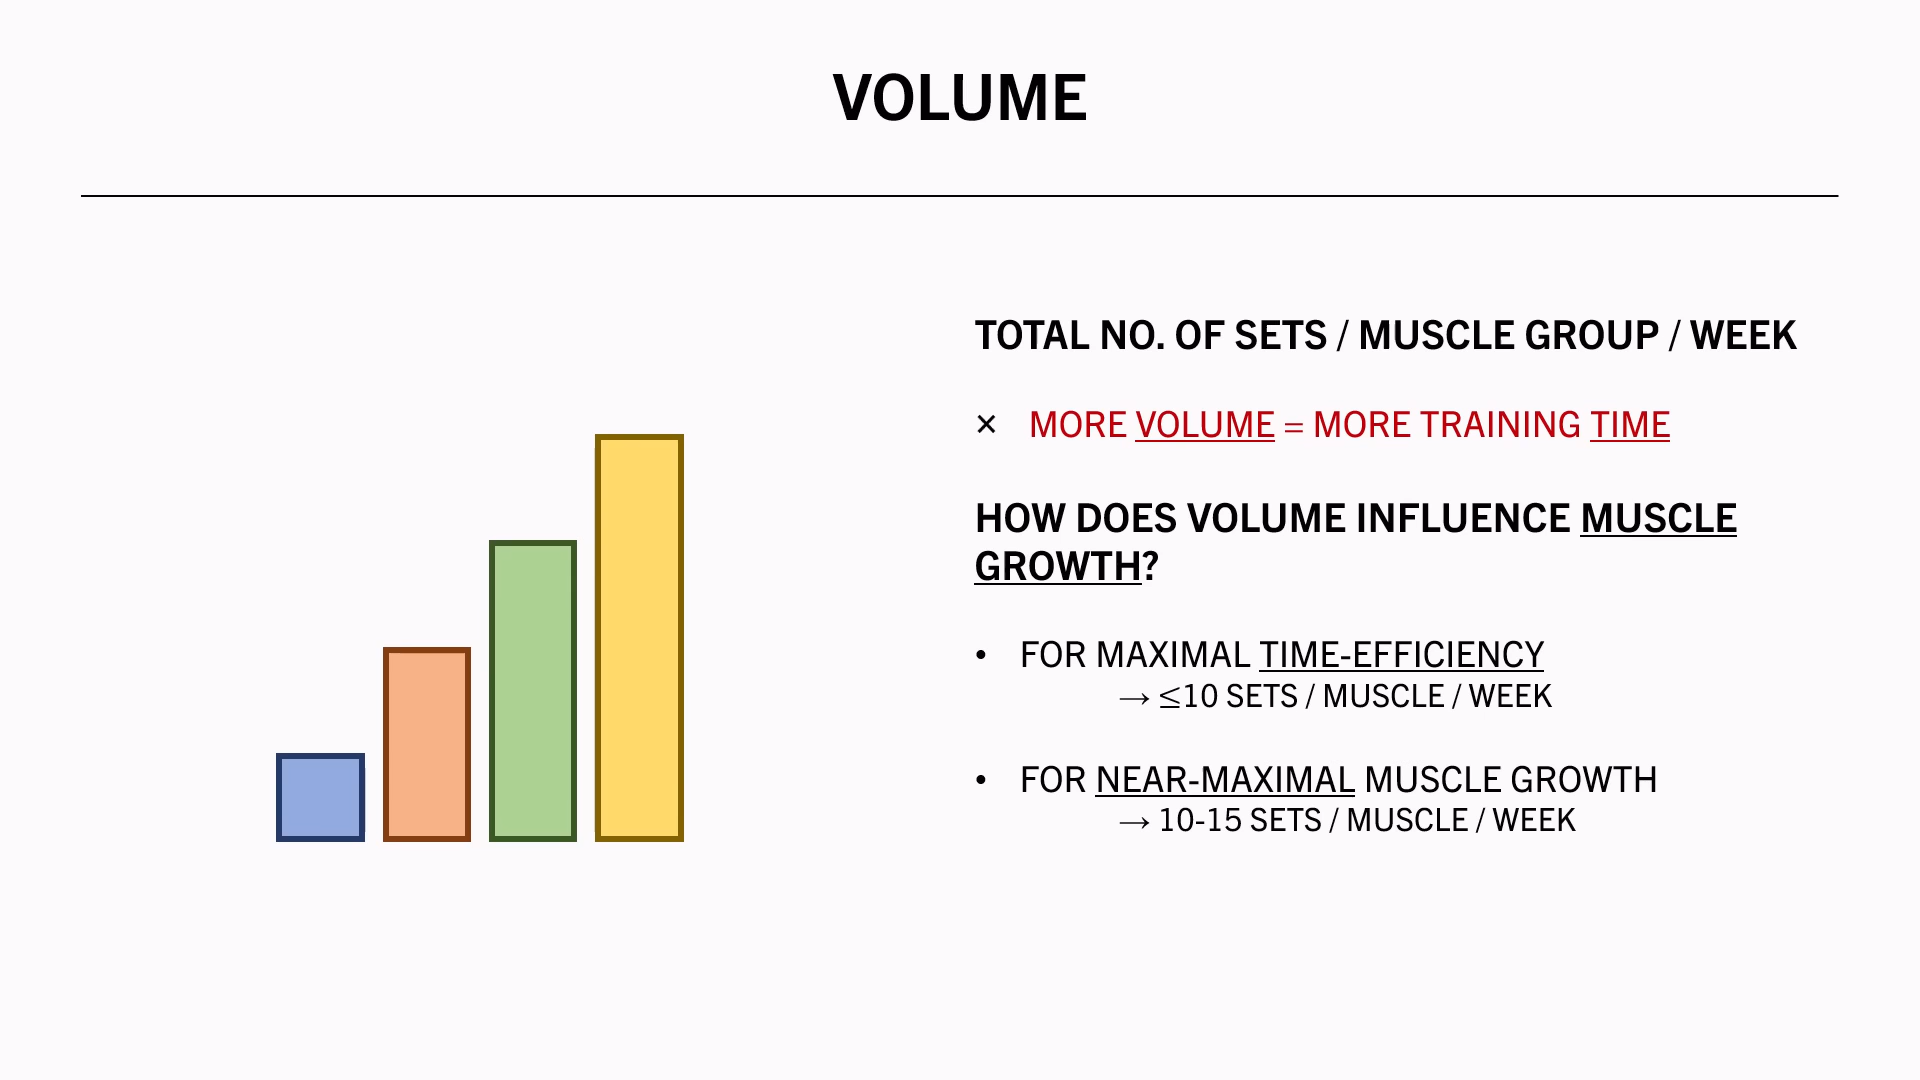 VOLUME
TOTAL NO. OF SETS / MUSCLE GROUP / WEEK
× MORE VOLUME = MORE TRAINING TIME
HOW DOES VOLUME INFLUENCE MUSCLE
GROWTH?
• FOR MAXIMAL TIME-EFFICIENCY
→ ≤10 SETS / MUSCLE / WEEK
• FOR NEAR-MAXIMAL MUSCLE GROWTH
→ 10-15 SETS / MUSCLE / WEEK